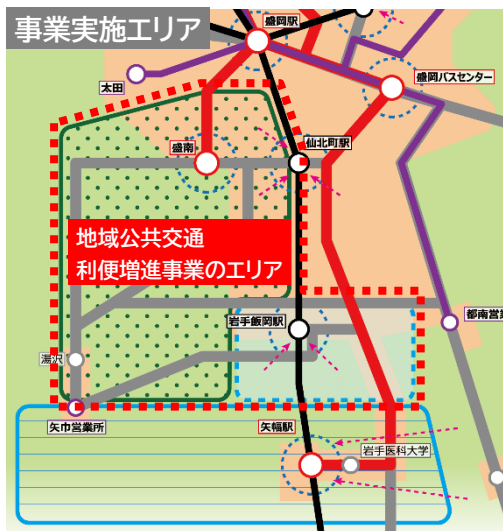 事業実施エリア
盛岡駅
太田
盛岡バスセンター
盛南
仙北町駅
地域公共交通
利便増進事業のエリア
岩手飯岡駅
都南営業
湯沢
矢巾営業所
矢幅駅
岩手医科大学